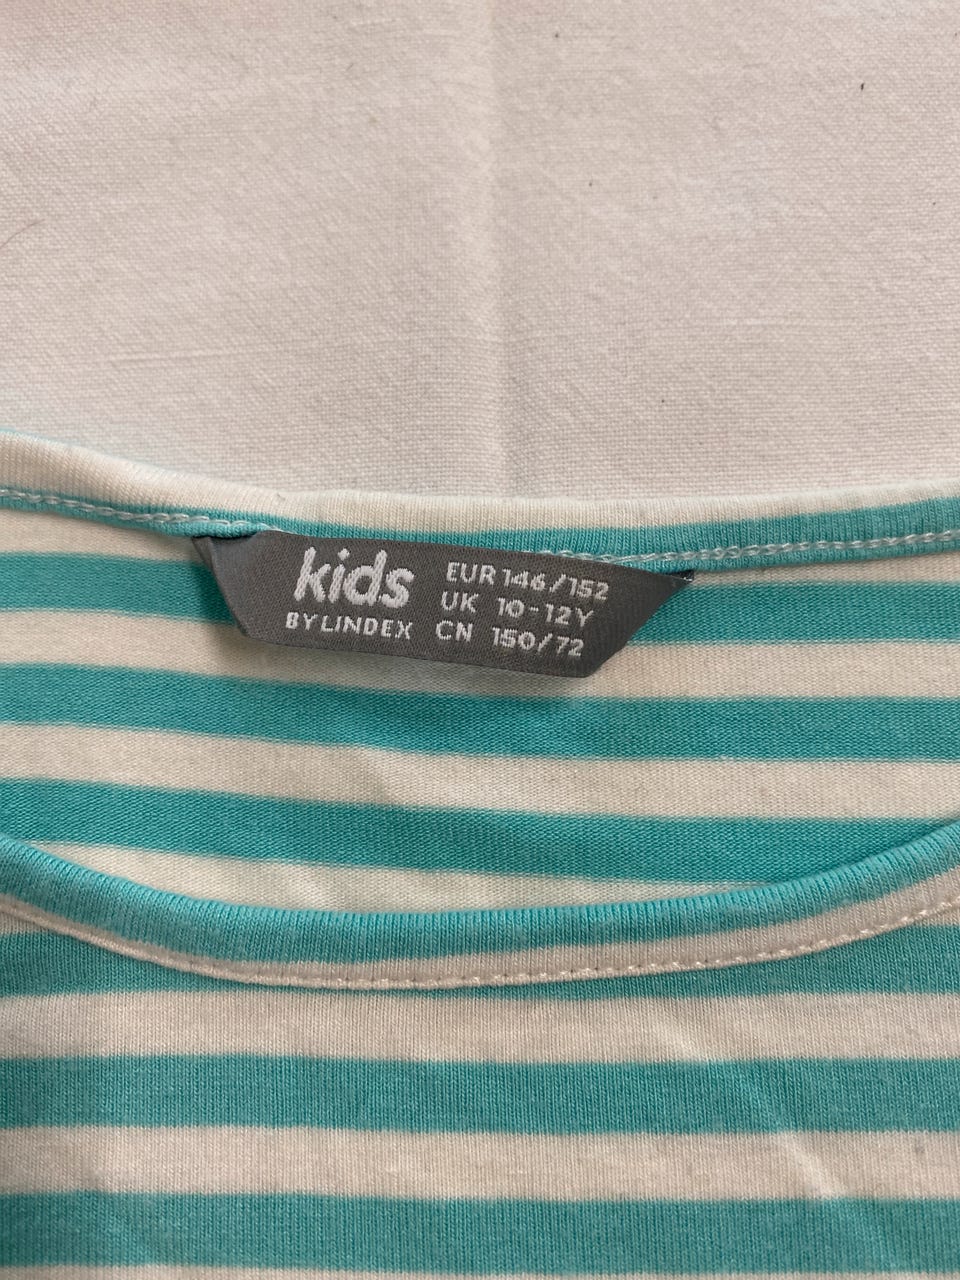 kids
BY LINDEX
EUR 146/152
UK 10-12Y
CN 150/72